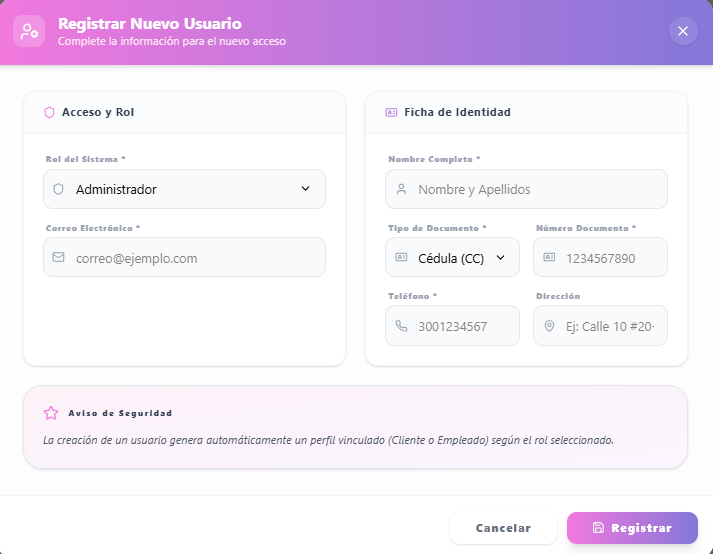 Registrar Nuevo Usuario
Complete la información para el nuevo acceso
Acceso y Rol
Rol del Sistema *
Administrador
Correo Electrónico *
correo@ejemplo.com
Ficha de Identidad
Nombre Completo *
Nombre y Apellidos
Tipo de Documento *
Número Documento *
Cédula (CC)
1234567890
Teléfono *
Dirección
3001234567
Ej: Calle 10 #20-
Aviso de Seguridad
La creación de un usuario genera automáticamente un perfil vinculado (Cliente o Empleado) según el rol seleccionado.
Cancelar
Registrar